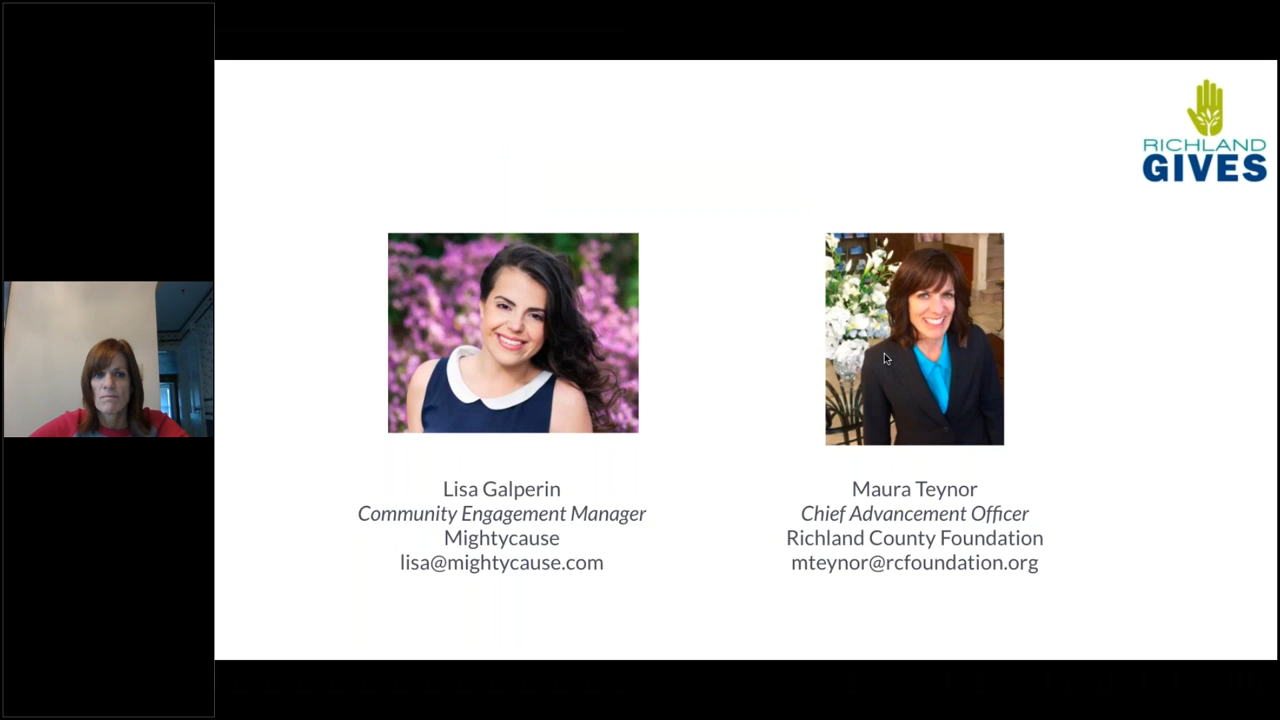 RICHLAND
GIVES
Lisa Galperin
Community Engagement Manager
Mightycause
lisa@mightycause.com
Maura Teynor
Chief Advancement Officer
Richland County Foundation
mteynor@rcfoundation.org